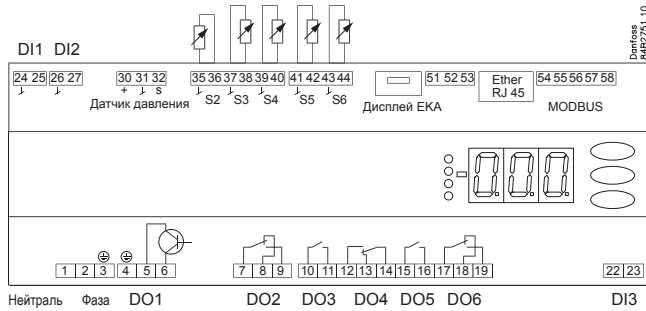 Danfoss
84B2751.10
DI1 DI2
24 25 26 27 30 31 32 35 36 37 38 39 40 41 42 43 44 51 52 53 Ether RJ 45 54 55 56 57 58
+ s
Датчик давления S2 S3 S4 S5 S6 Дисплей EKA MODBUS
1 2 3 4 5 6 7 8 9 10 11 12 13 14 15 16 17 18 19 22 23
Нейтраль Фаза DO1 DO2 DO3 DO4 DO5 DO6 DI3